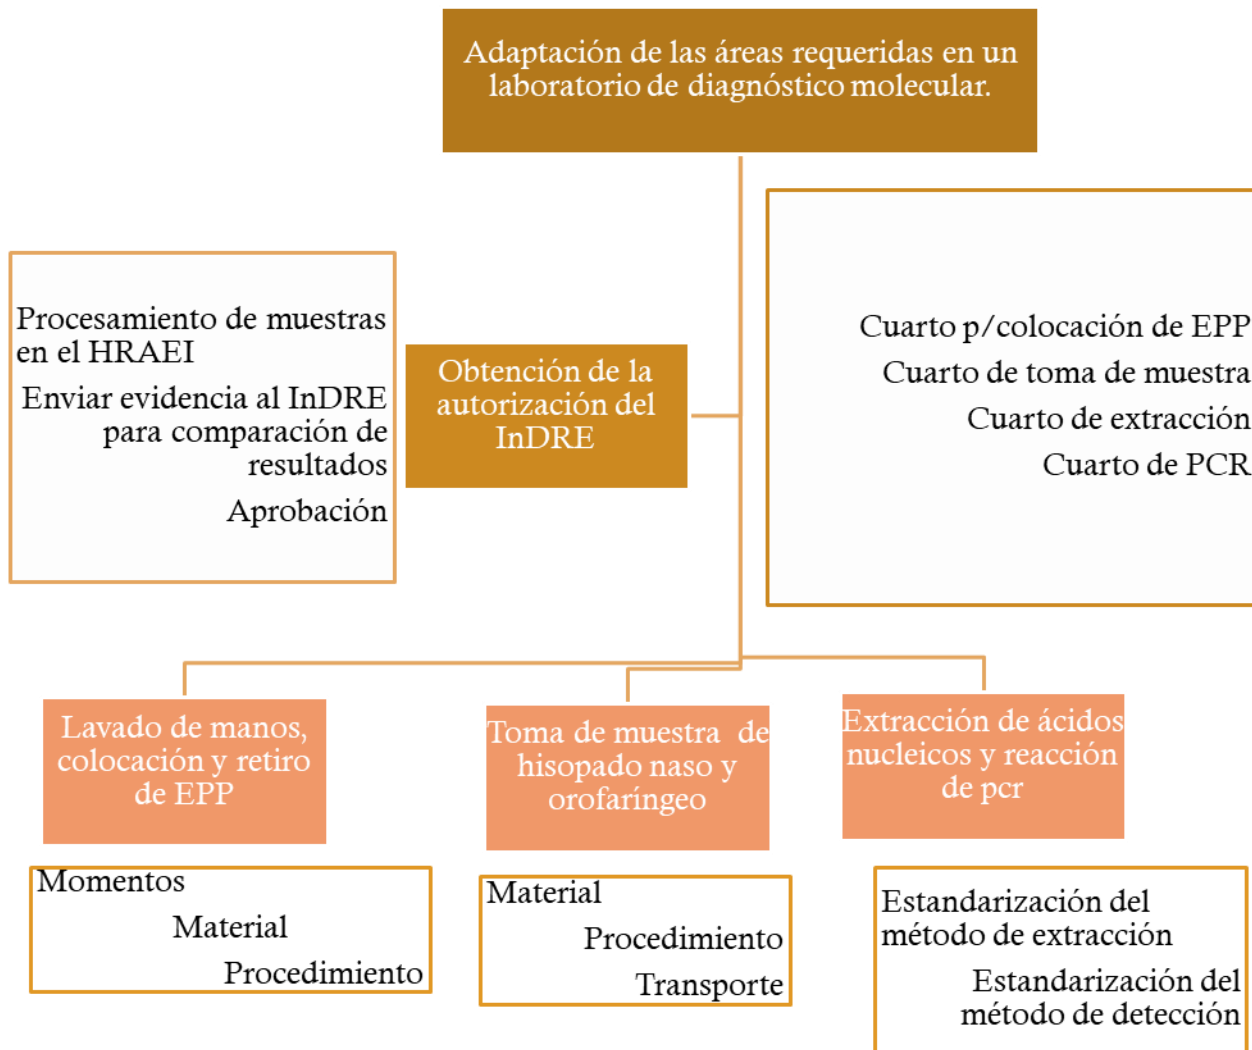 Adaptación de las áreas requeridas en un
laboratorio de diagnóstico molecular.
Procesamiento de muestras
en el HRAEI
Enviar evidencia al InDRE
para comparación de
resultados
Aprobación
Obtención de la
autorización del
InDRE
Cuarto p/colocación de EPP
Cuarto de toma de muestra
Cuarto de extracción
Cuarto de PCR
Lavado de manos,
colocación y retiro
de EPP
Momentos
Material
Procedimiento
Toma de muestra  de
hisopado naso y
orofaríngeo
Material
Procedimiento
Transporte
Extracción de ácidos
nucleicos y reacción
de pcr
Estandarización del
método de extracción
Estandarización del
método de detección